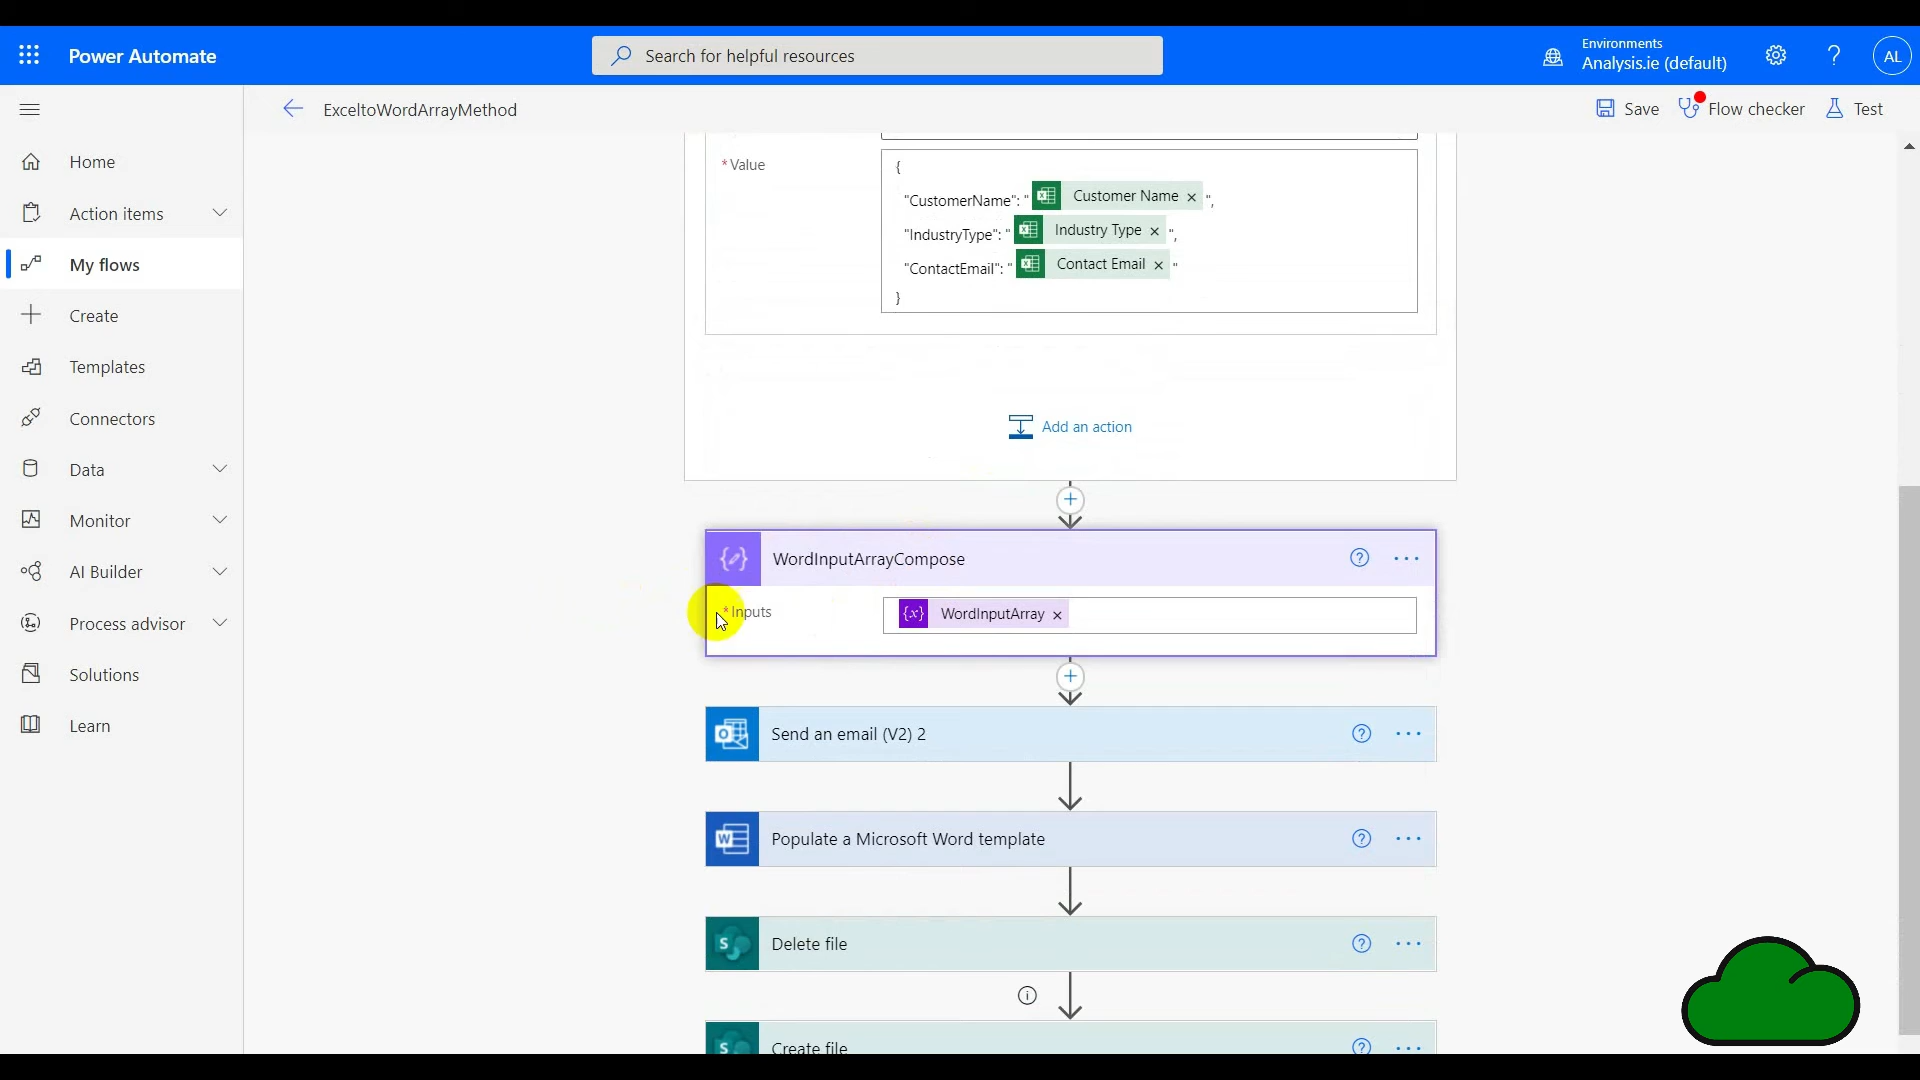 Power Automate
Search for helpful resources
Environments
Analysis.ie (default)
AL
ExceltoWordArrayMethod
Save
Flow checker
Test
Home
Action items
My flows
Create
Templates
Connectors
Data
Monitor
AI Builder
Process advisor
Solutions
Learn
* Value
{
"CustomerName": " Customer Name × ",
"IndustryType": " Industry Type × ",
"ContactEmail": " Contact Email × "
}
Add an action
WordInputArrayCompose
* Inputs
WordInputArray ×
Send an email (V2) 2
Populate a Microsoft Word template
Delete file
Create file